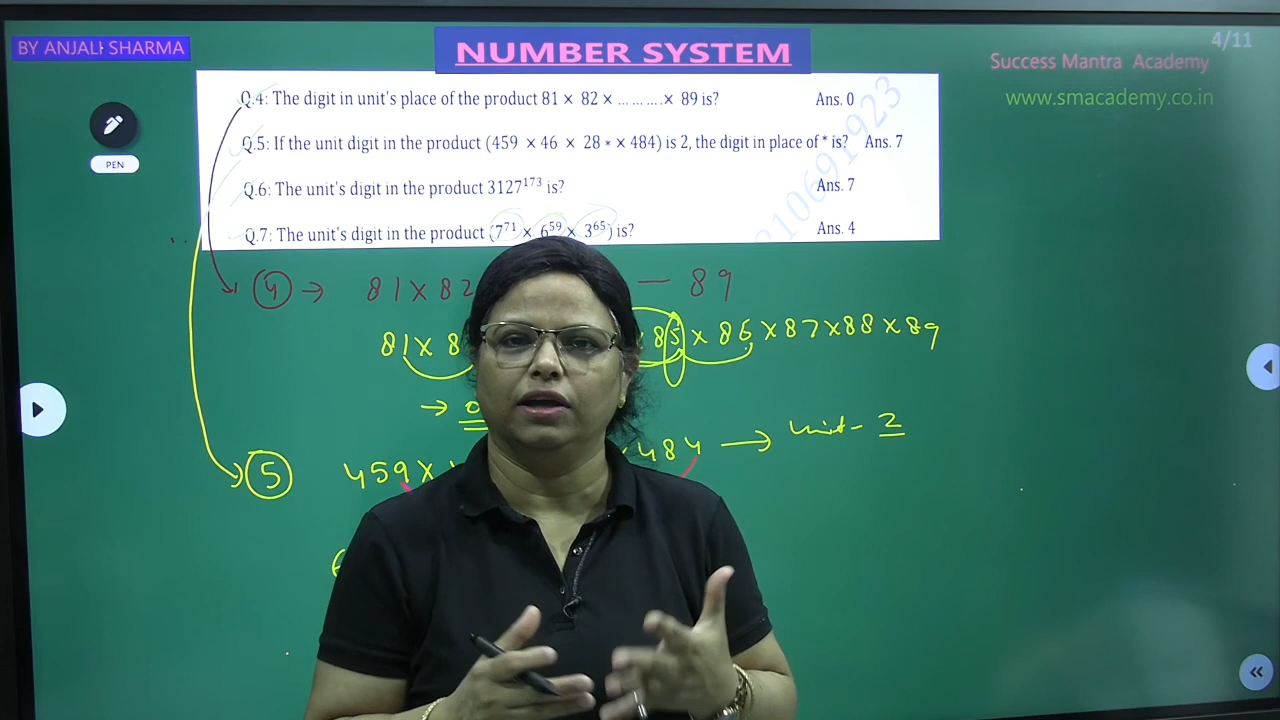 BY ANJALI SHARMA
NUMBER SYSTEM
4/11
Success Mantra Academy
www.smacademy.co.in
Q.4: The digit in unit's place of the product 81 × 82 × ... ... ... × 89 is? Ans. 0
Q.5: If the unit digit in the product (459 × 46 × 28 * × 484) is 2, the digit in place of * is? Ans. 7
Q.6: The unit's digit in the product 3127¹⁷³ is? Ans. 7
Q.7: The unit's digit in the product (7⁷¹ × 6⁵⁹ × 3⁶⁵) is? Ans. 4
PEN
4 → 81 × 82 — 89
81 × 8 × 85 × 86 × 87 × 88 × 89
→ 0
5 459 × × 484 → Unit - 2